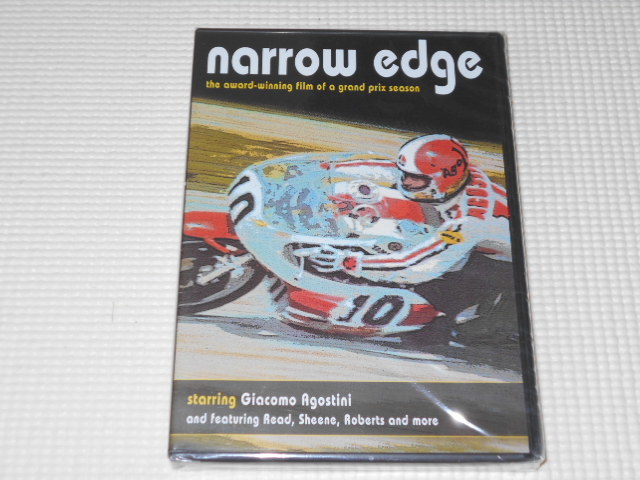 narrow edge
the award-winning film of a grand prix season
10
10
starring Giacomo Agostini
and featuring Read, Sheene, Roberts and more